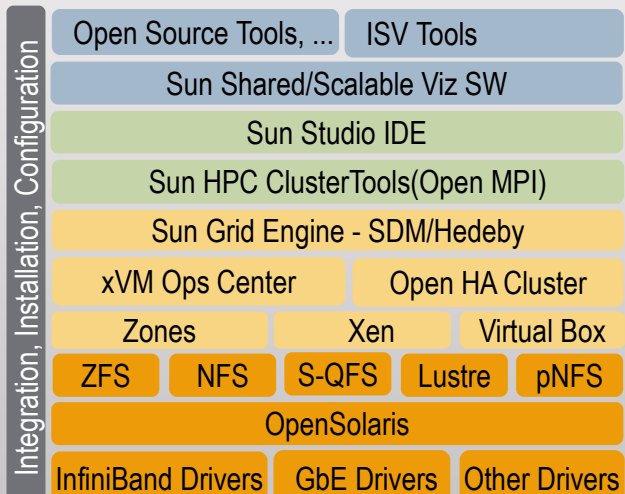 Integration, Installation, Configuration
Open Source Tools, ...
ISV Tools
Sun Shared/Scalable Viz SW
Sun Studio IDE
Sun HPC ClusterTools(Open MPI)
Sun Grid Engine - SDM/Hedeby
xVM Ops Center
Open HA Cluster
Zones
Xen
Virtual Box
ZFS
NFS
S-QFS
Lustre
pNFS
OpenSolaris
InfiniBand Drivers
GbE Drivers
Other Drivers